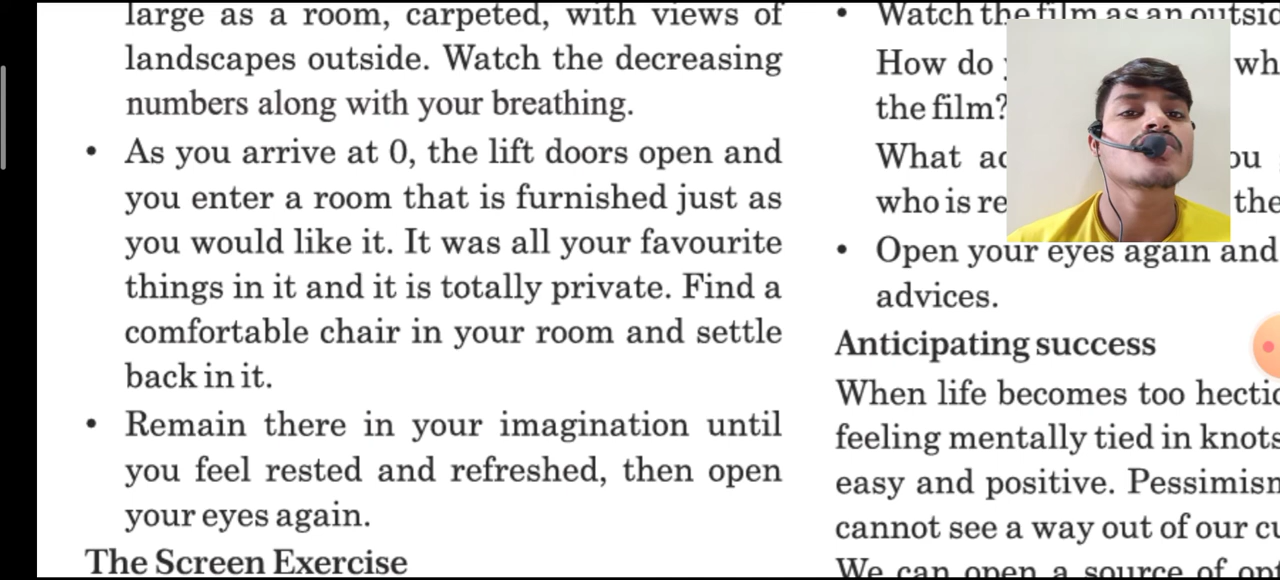 large as a room, carpeted, with views of
landscapes outside. Watch the decreasing
numbers along with your breathing.
• As you arrive at 0, the lift doors open and
you enter a room that is furnished just as
you would like it. It was all your favourite
things in it and it is totally private. Find a
comfortable chair in your room and settle
back in it.
• Remain there in your imagination until
you feel rested and refreshed, then open
your eyes again.
The Screen Exercise
• Watch the film as an
How do
the film?
What
who is the
• Open your eyes again and
advices.
Anticipating success
When life becomes too
feeling mentally tied in knots
easy and positive.
cannot see a way out of our
We can open a source of